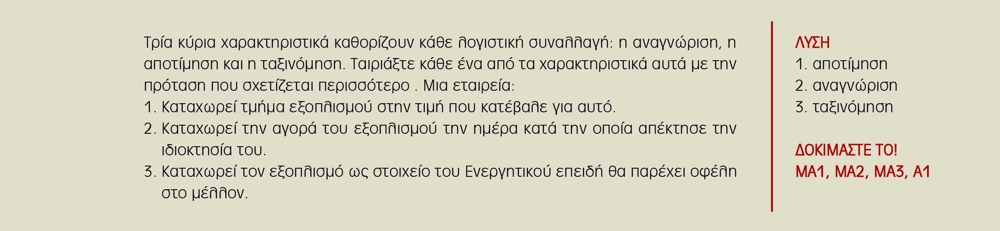 Τρία κύρια χαρακτηριστικά καθορίζουν κάθε λογιστική συναλλαγή: η αναγνώριση, η
αποτίμηση και η ταξινόμηση. Ταιριάξτε κάθε ένα από τα χαρακτηριστικά αυτά με την
πρόταση που σχετίζεται περισσότερο . Μια εταιρεία:
1. Καταχωρεί τμήμα εξοπλισμού στην τιμή που κατέβαλε για αυτό.
2. Καταχωρεί την αγορά του εξοπλισμού την ημέρα κατά την οποία απέκτησε την
ιδιοκτησία του.
3. Καταχωρεί τον εξοπλισμό ως στοιχείο του Ενεργητικού επειδή θα παρέχει οφέλη
στο μέλλον.
ΛΥΣΗ
1. αποτίμηση
2. αναγνώριση
3. ταξινόμηση
ΔΟΚΙΜΑΣΤΕ ΤΟ!
ΜΑ1, ΜΑ2, ΜΑ3, Α1